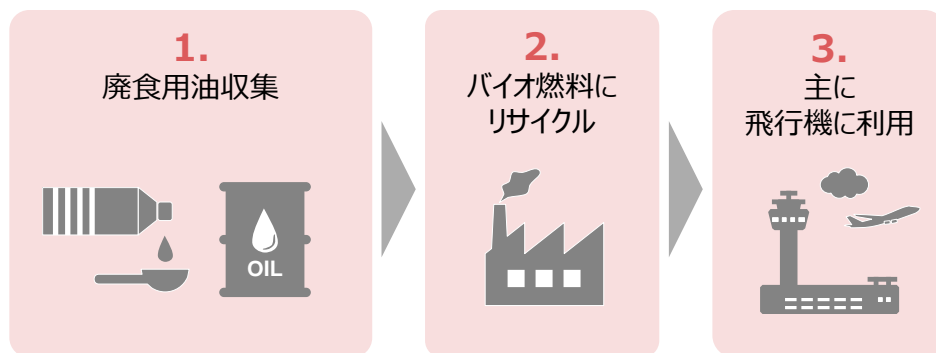 1.
廃食用油収集
OIL
2.
バイオ燃料に
リサイクル
3.
主に
飛行機に利用